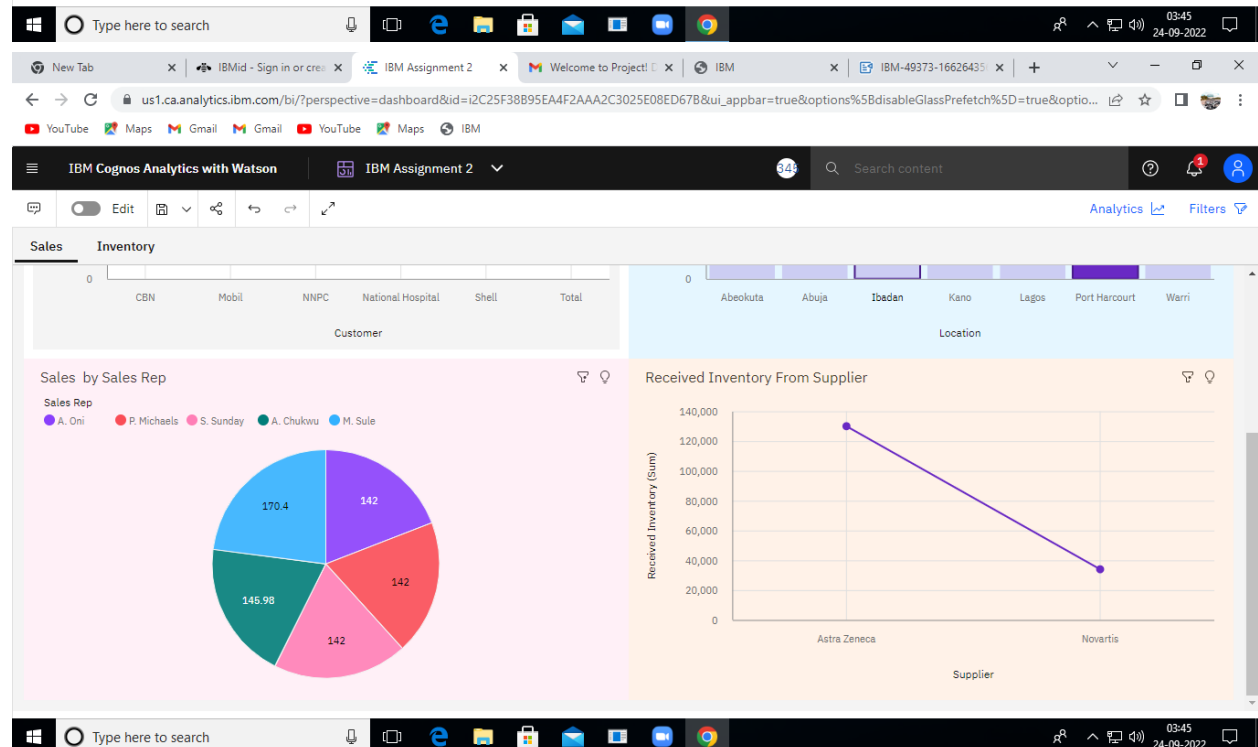 Type here to search
03:45
24-09-2022
New Tab
IBMid - Sign in or crea
IBM Assignment 2
Welcome to Project! D
IBM
IBM-49373-16626435
us1.ca.analytics.ibm.com/bi/?perspective=dashboard&id=i2C25F38B95EA4F2AAA2C3025E08ED67B&ui_appbar=true&options%5BdisableGlassPrefetch%5D=true&optio...
YouTube Maps Gmail Gmail YouTube Maps IBM
IBM Cognos Analytics with Watson
IBM Assignment 2
345
Search content
1
Edit
Analytics
Filters
Sales
Inventory
0
CBN Mobil NNPC National Hospital Shell Total
Customer
0
Abeokuta Abuja Ibadan Kano Lagos Port Harcourt Warri
Location
Sales by Sales Rep
Sales Rep
A. Oni P. Michaels S. Sunday A. Chukwu M. Sule
170.4
142
142
145.98
142
Received Inventory From Supplier
Received Inventory (Sum)
140,000
120,000
100,000
80,000
60,000
40,000
20,000
0
Astra Zeneca Novartis
Supplier
Type here to search
03:45
24-09-2022